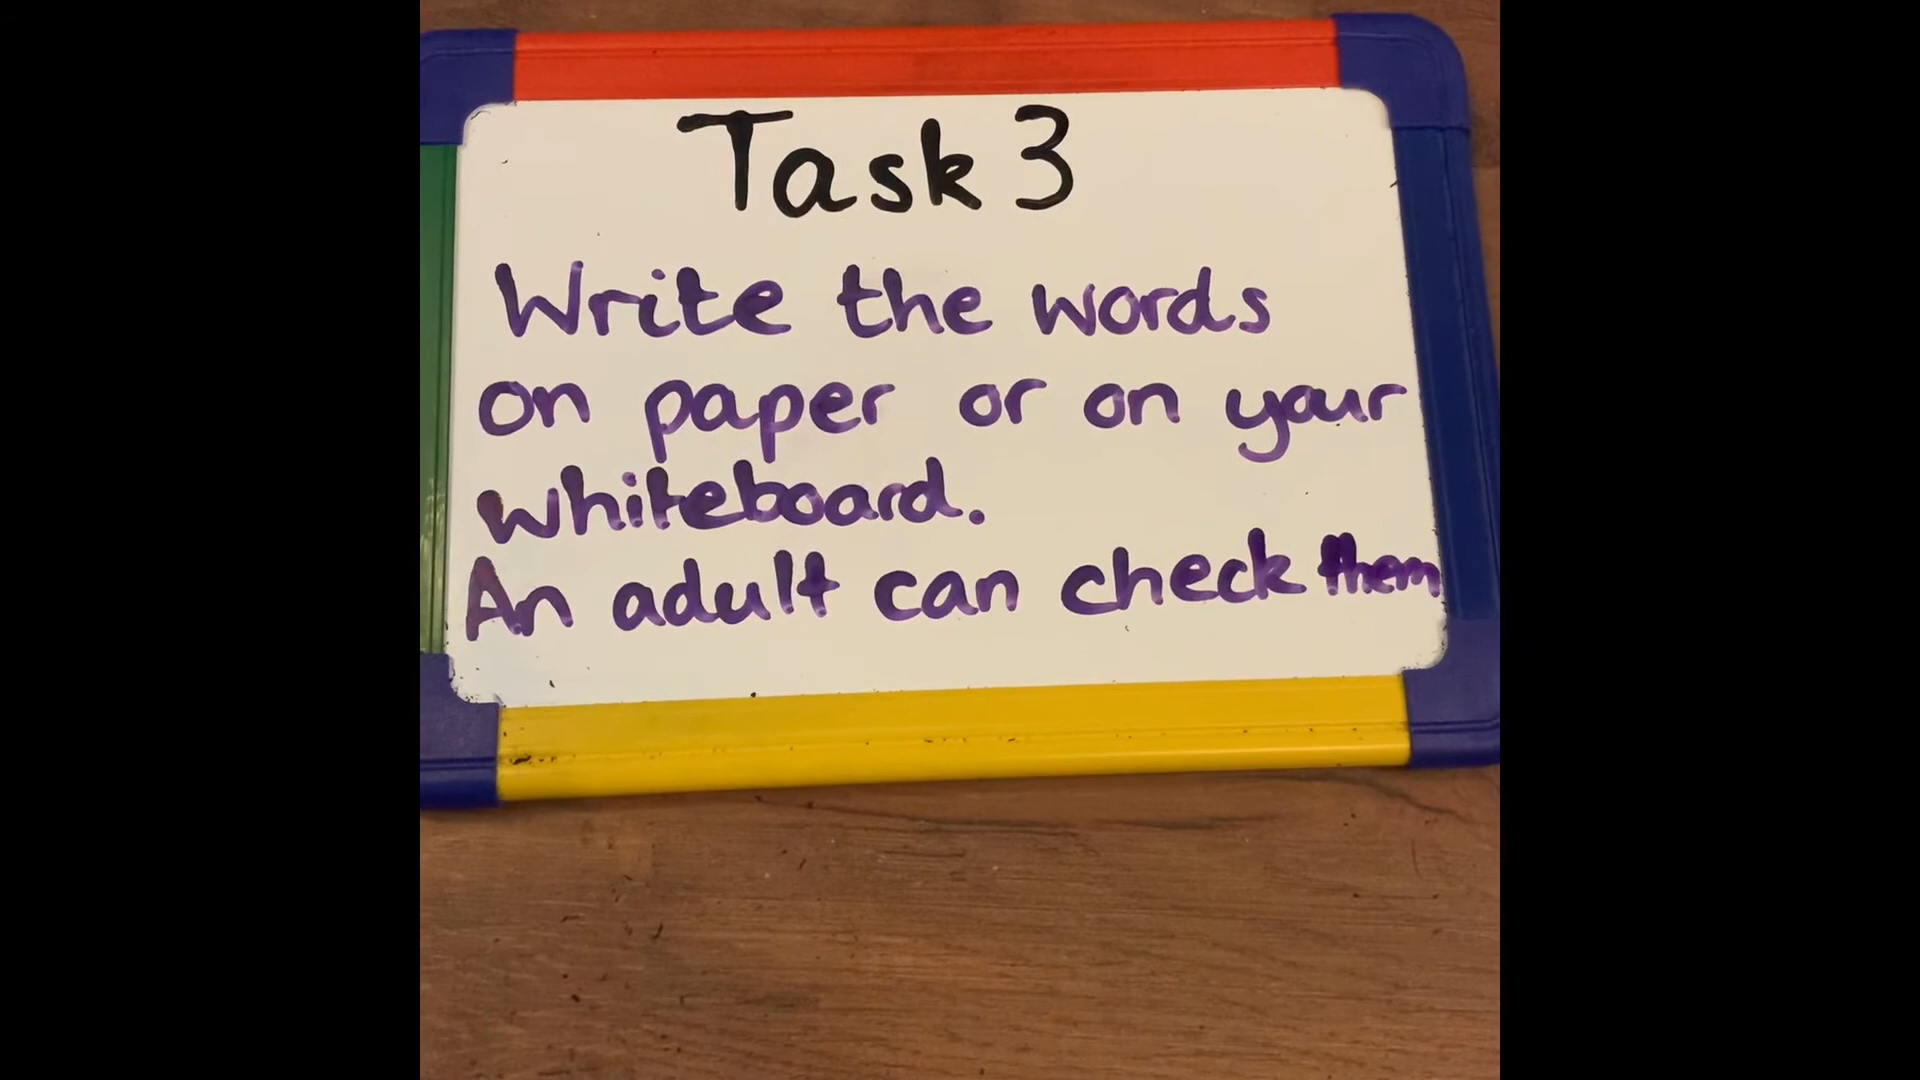 Task 3
Write the words
on paper or on your
whiteboard.
An adult can check them